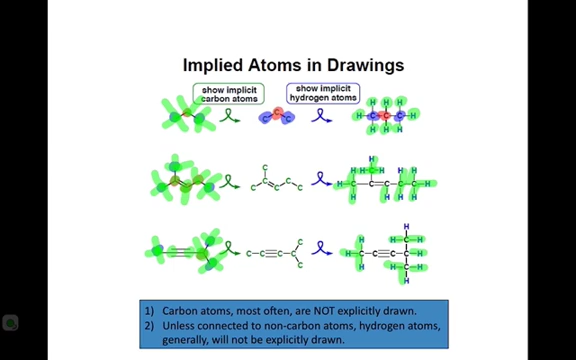 Implied Atoms in Drawings
show implicit
carbon atoms
show implicit
hydrogen atoms
1) Carbon atoms, most often, are NOT explicitly drawn.
2) Unless connected to non-carbon atoms, hydrogen atoms,
generally, will not be explicitly drawn.